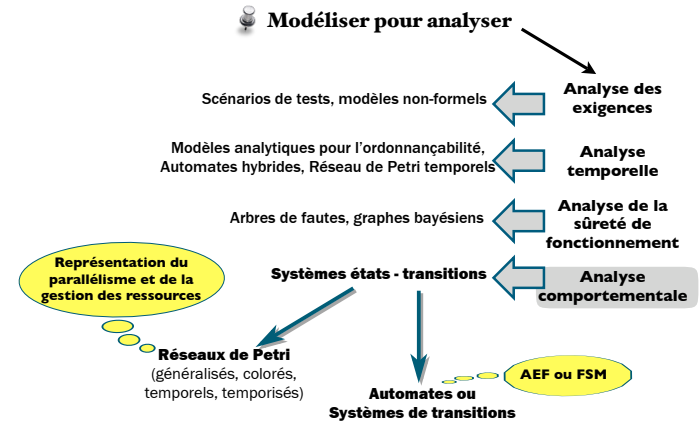 Modéliser pour analyser
Analyse des
exigences
Scénarios de tests, modèles non-formels
Analyse
temporelle
Modèles analytiques pour l'ordonnançabilité,
Automates hybrides, Réseau de Petri temporels
Analyse de la
sûreté de
fonctionnement
Arbres de fautes, graphes bayésiens
Analyse
comportementale
Systèmes états - transitions
Représentation du
parallélisme et de la
gestion des ressources
Réseaux de Petri
(généralisés, colorés,
temporels, temporisés)
AEF ou FSM
Automates ou
Systèmes de transitions